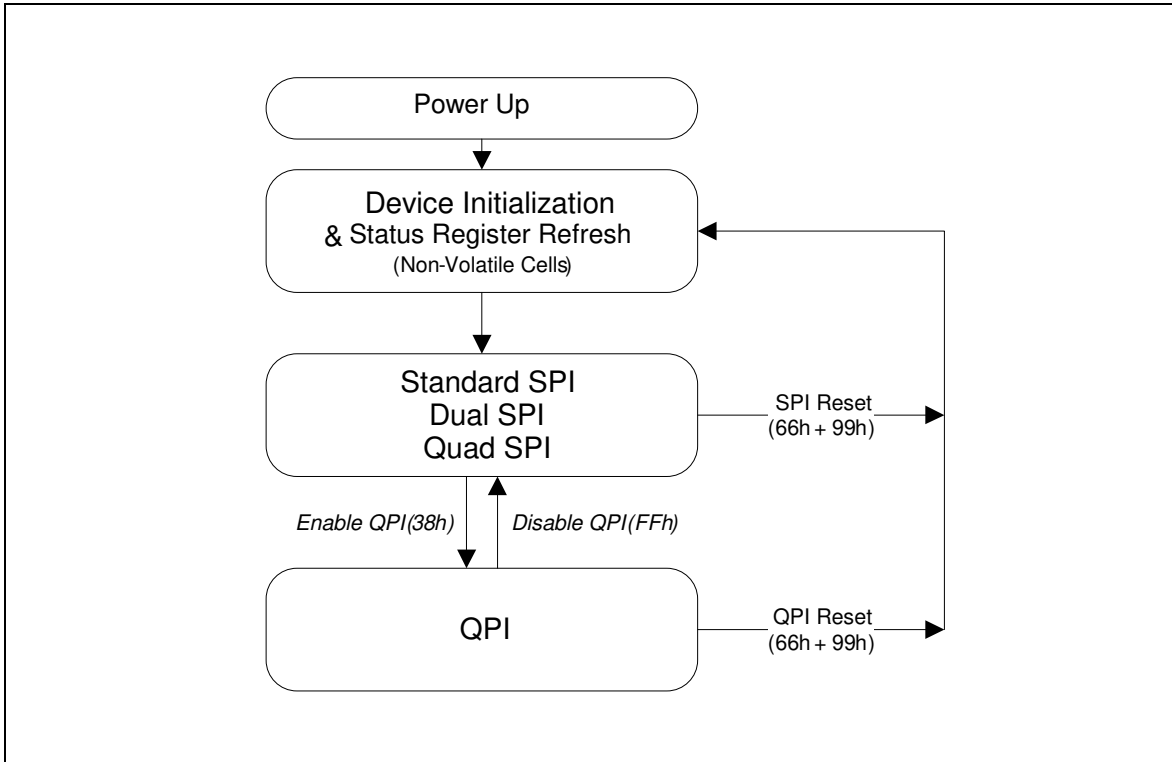 Power Up
Device Initialization
& Status Register Refresh
(Non-Volatile Cells)
Standard SPI
Dual SPI
Quad SPI
SPI Reset
(66h + 99h)
Enable QPI(38h)
Disable QPI(FFh)
QPI
QPI Reset
(66h + 99h)